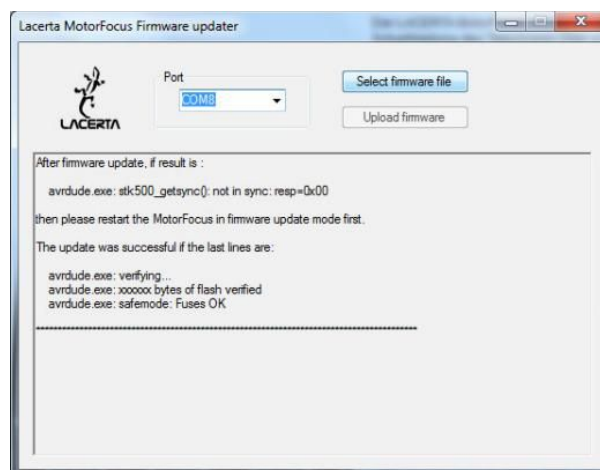 Lacerta MotorFocus Firmware updater
LACERTA
Port
COM8
Select firmware file
Upload firmware
After firmware update, if result is :
avrdude.exe: stk500_getsync(): not in sync: resp=0x00
then please restart the MotorFocus in firmware update mode first.
The update was successful if the last lines are:
avrdude.exe: verifying...
avrdude.exe: xxxxxx bytes of flash verified
avrdude.exe: safemode: Fuses OK